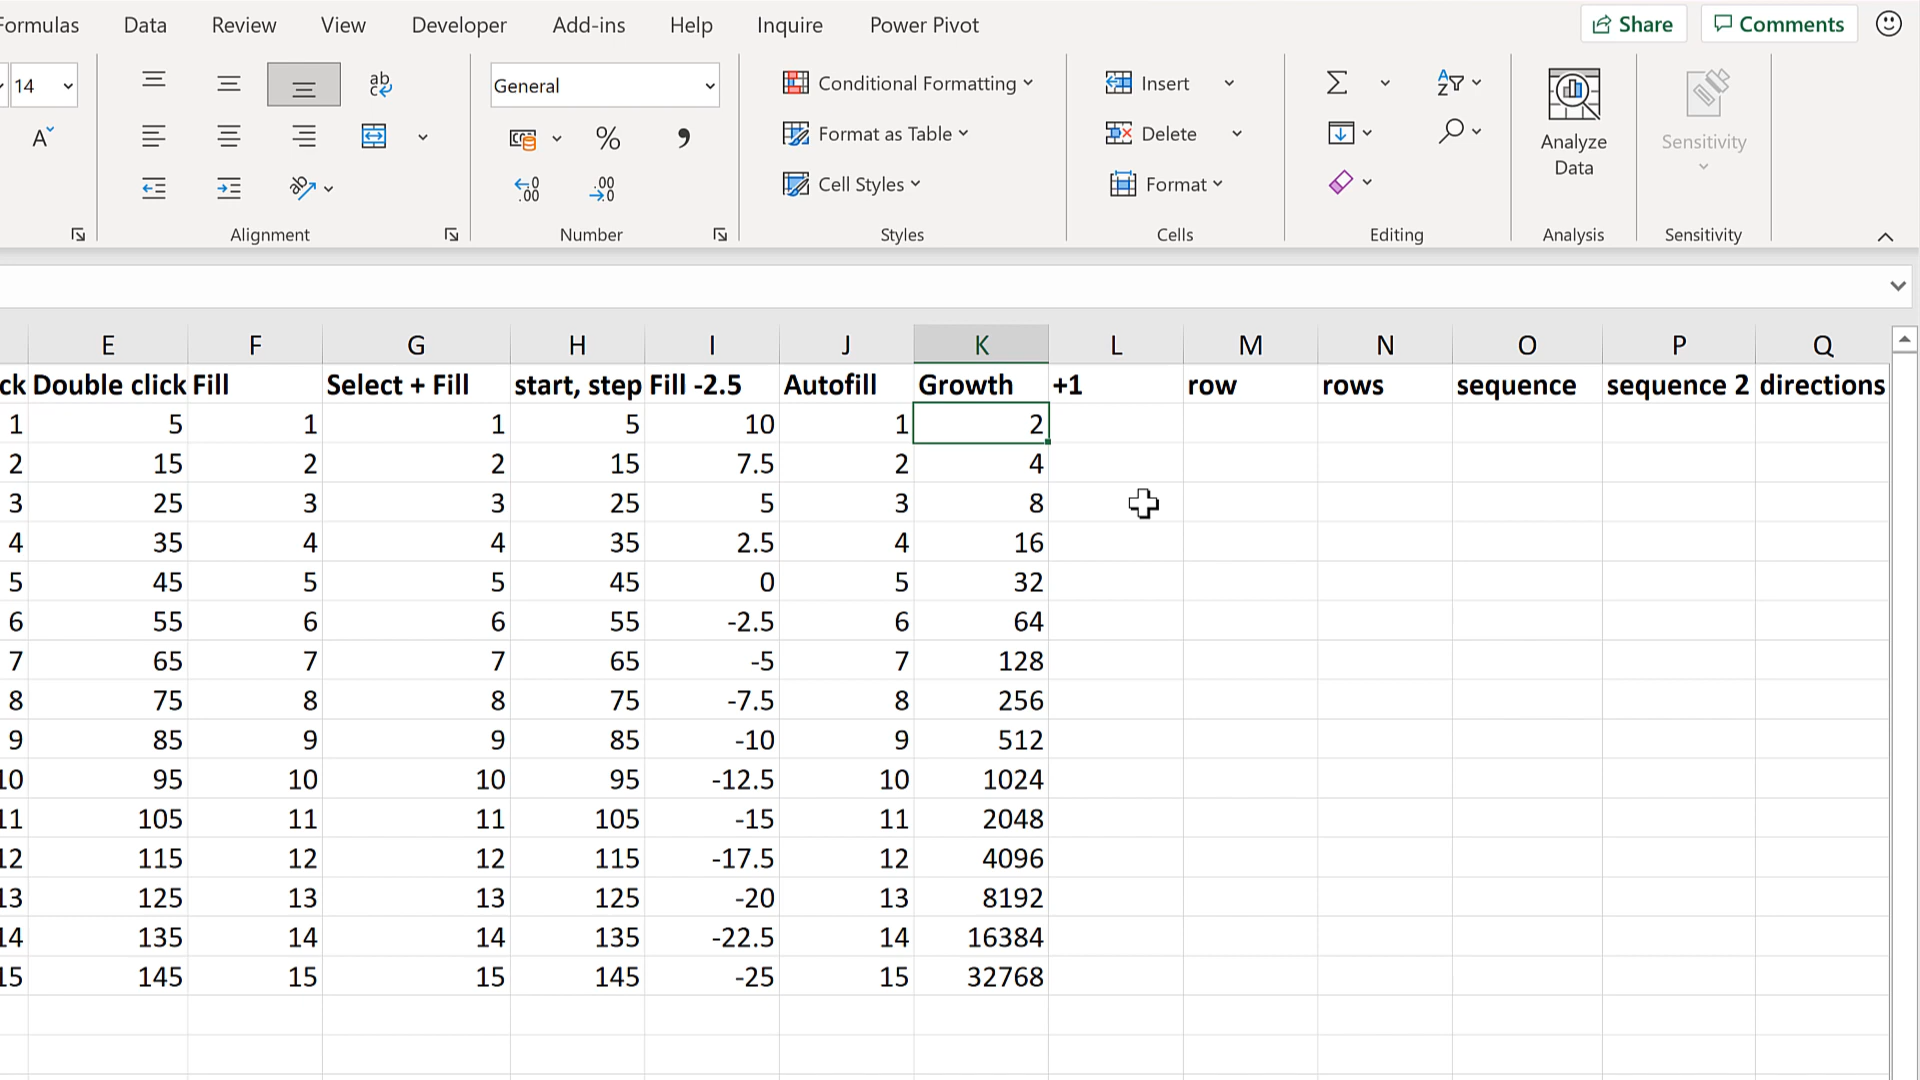 ormulas Data Review View Developer Add-ins Help Inquire Power Pivot Share Comments
14 ab General Conditional Formatting Insert Σ AZ
A % 9 Format as Table Delete Analyze Data
ab 0 .00 .00 0 Cell Styles Format Sensitivity
Alignment Number Styles Cells Editing Analysis Sensitivity
E F G H I J K L M N O P Q
ck Double click Fill Select + Fill start, step Fill -2.5 Autofill Growth +1 row rows sequence sequence 2 directions
1 5 1 1 5 10 1 2
2 15 2 2 15 7.5 2 4
3 25 3 3 25 5 3 8
4 35 4 4 35 2.5 4 16
5 45 5 5 45 0 5 32
6 55 6 6 55 -2.5 6 64
7 65 7 7 65 -5 7 128
8 75 8 8 75 -7.5 8 256
9 85 9 9 85 -10 9 512
10 95 10 10 95 -12.5 10 1024
11 105 11 11 105 -15 11 2048
12 115 12 12 115 -17.5 12 4096
13 125 13 13 125 -20 13 8192
14 135 14 14 135 -22.5 14 16384
15 145 15 15 145 -25 15 32768